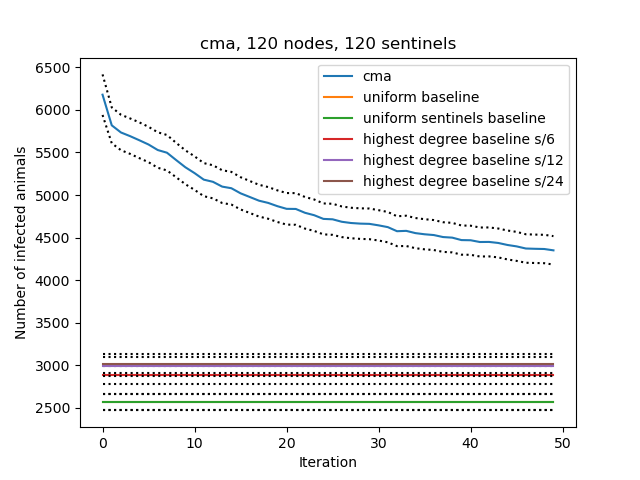 cma, 120 nodes, 120 sentinels
6500
6000
5500
5000
4500
4000
3500
3000
2500
Number of infected animals
cma
uniform baseline
uniform sentinels baseline
highest degree baseline s/6
highest degree baseline s/12
highest degree baseline s/24
0 10 20 30 40 50
Iteration